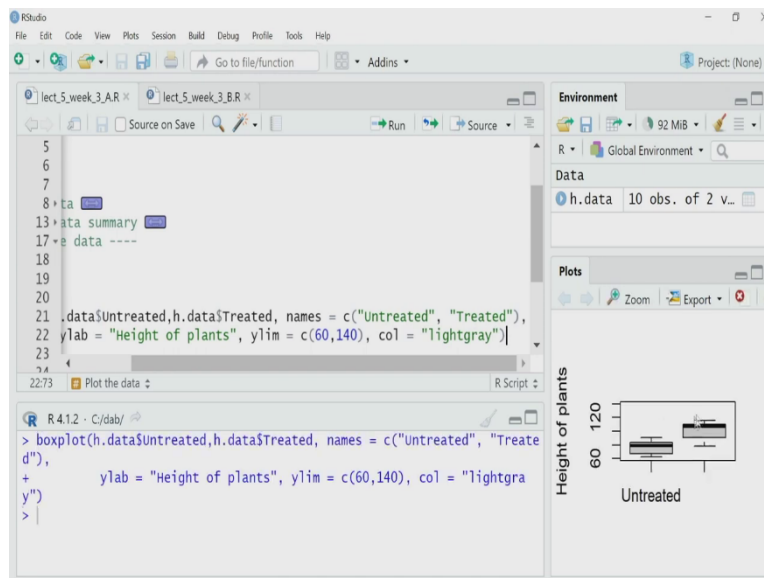 RStudio
File Edit Code View Plots Session Build Debug Profile Tools Help
Go to file/function Addins Project: (None)
lect_5_week_3_A.R lect_5_week_3_B.R
Source on Save Run Source
5
6
7
8 ta
13 ata summary
17 e data ----
18
19
20
21 .data$Untreated,h.data$Treated, names = c("Untreated", "Treated"),
22 ylab = "Height of plants", ylim = c(60,140), col = "lightgray")
23
24
22:73 Plot the data R Script
R 4.1.2 · C:/dab/
> boxplot(h.data$Untreated,h.data$Treated, names = c("Untreated", "Treate
d"),
+ ylab = "Height of plants", ylim = c(60,140), col = "lightgra
y")
>
Environment
92 MiB
R Global Environment
Data
h.data 10 obs. of 2 v…
Plots
Zoom Export
Height of plants
120
60
Untreated